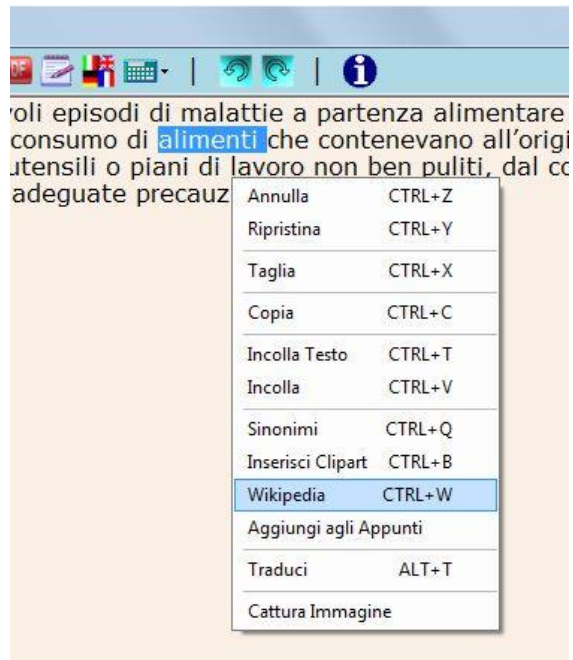 voli episodi di malattie a partenza alimentare
consumo di alimenti che contenevano all'origi
utensili o piani di lavoro non ben puliti, dal co
adeguate precauz
Annulla CTRL+Z
Ripristina CTRL+Y
Taglia CTRL+X
Copia CTRL+C
Incolla Testo CTRL+T
Incolla CTRL+V
Sinonimi CTRL+Q
Inserisci Clipart CTRL+B
Wikipedia CTRL+W
Aggiungi agli Appunti
Traduci ALT+T
Cattura Immagine